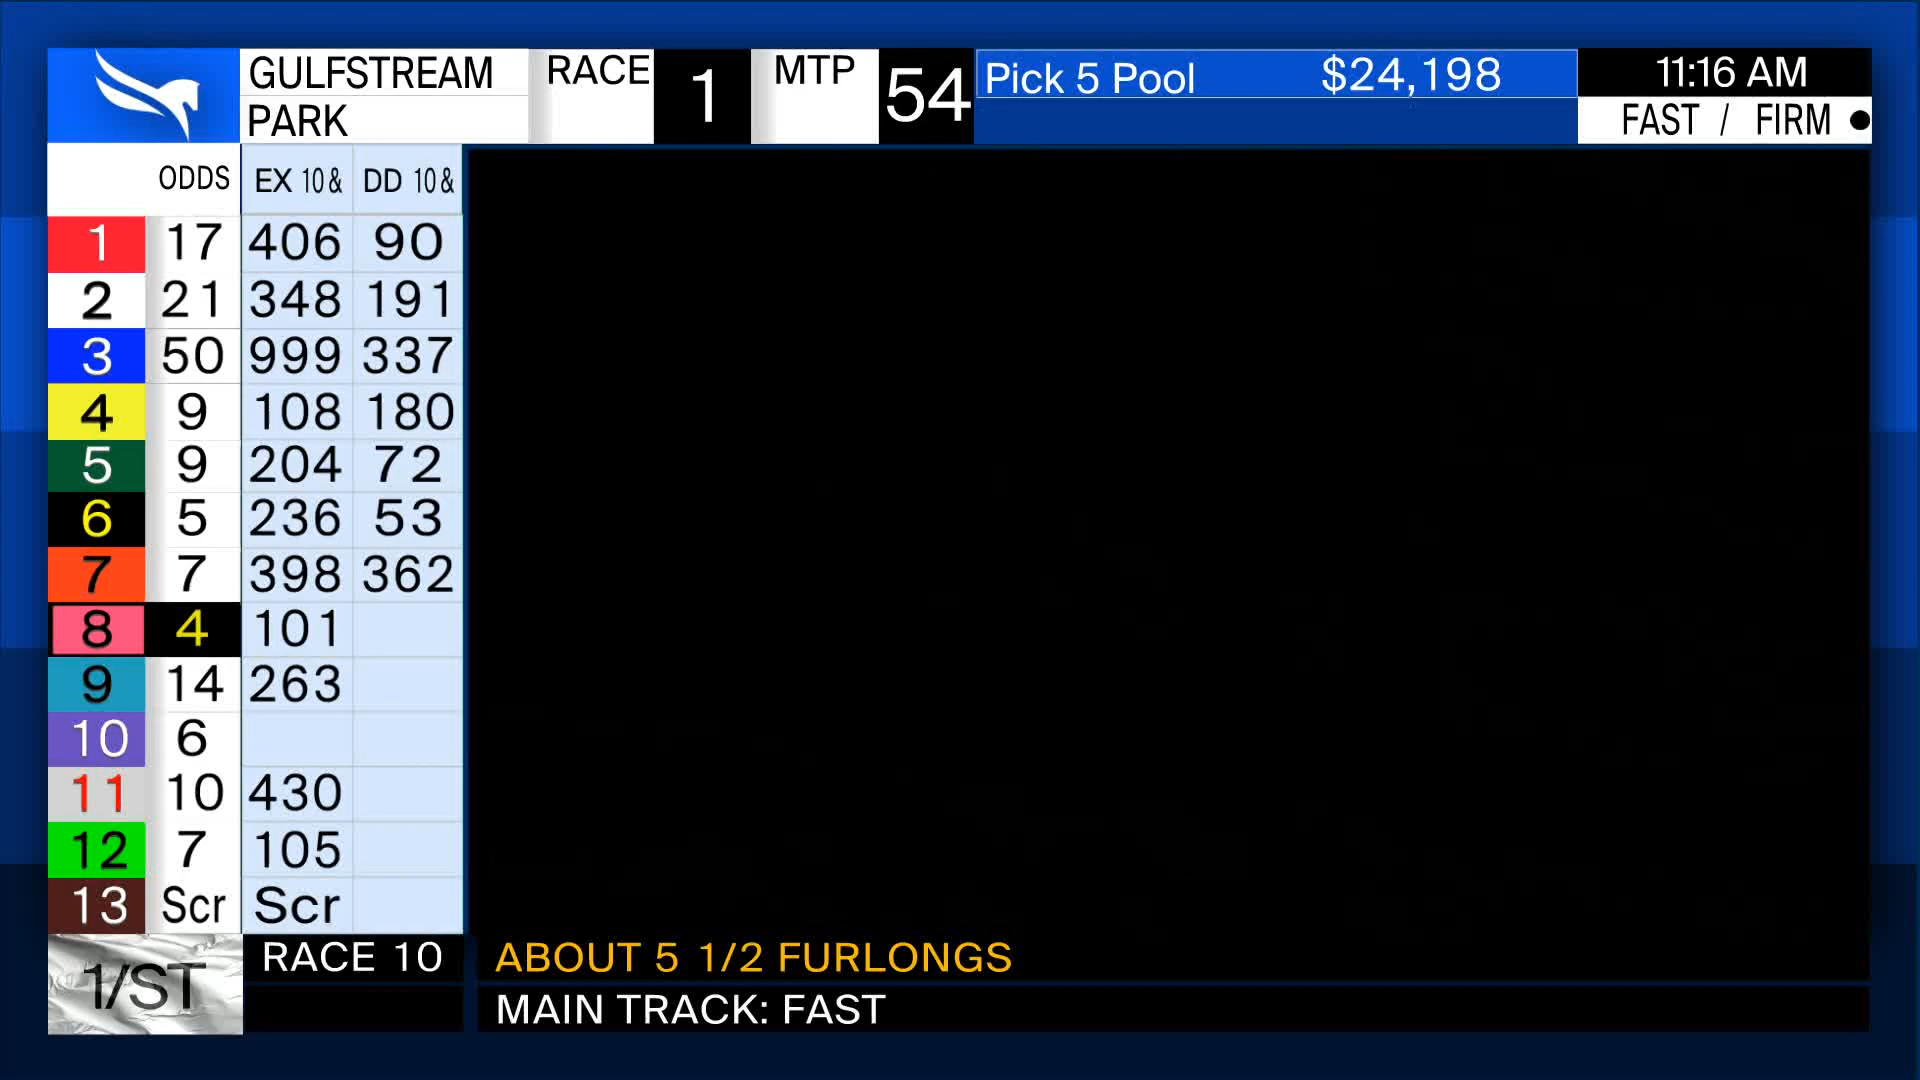 GULFSTREAM PARK RACE 1 MTP 54 Pick 5 Pool $24,198 11:16 AM
FAST / FIRM
ODDS EX 10& DD 10&
1 17 406 90
2 21 348 191
3 50 999 337
4 9 108 180
5 9 204 72
6 5 236 53
7 7 398 362
8 4 101
9 14 263
10 6
11 10 430
12 7 105
13 Scr Scr
1/ST RACE 10 ABOUT 5 1/2 FURLONGS
MAIN TRACK: FAST